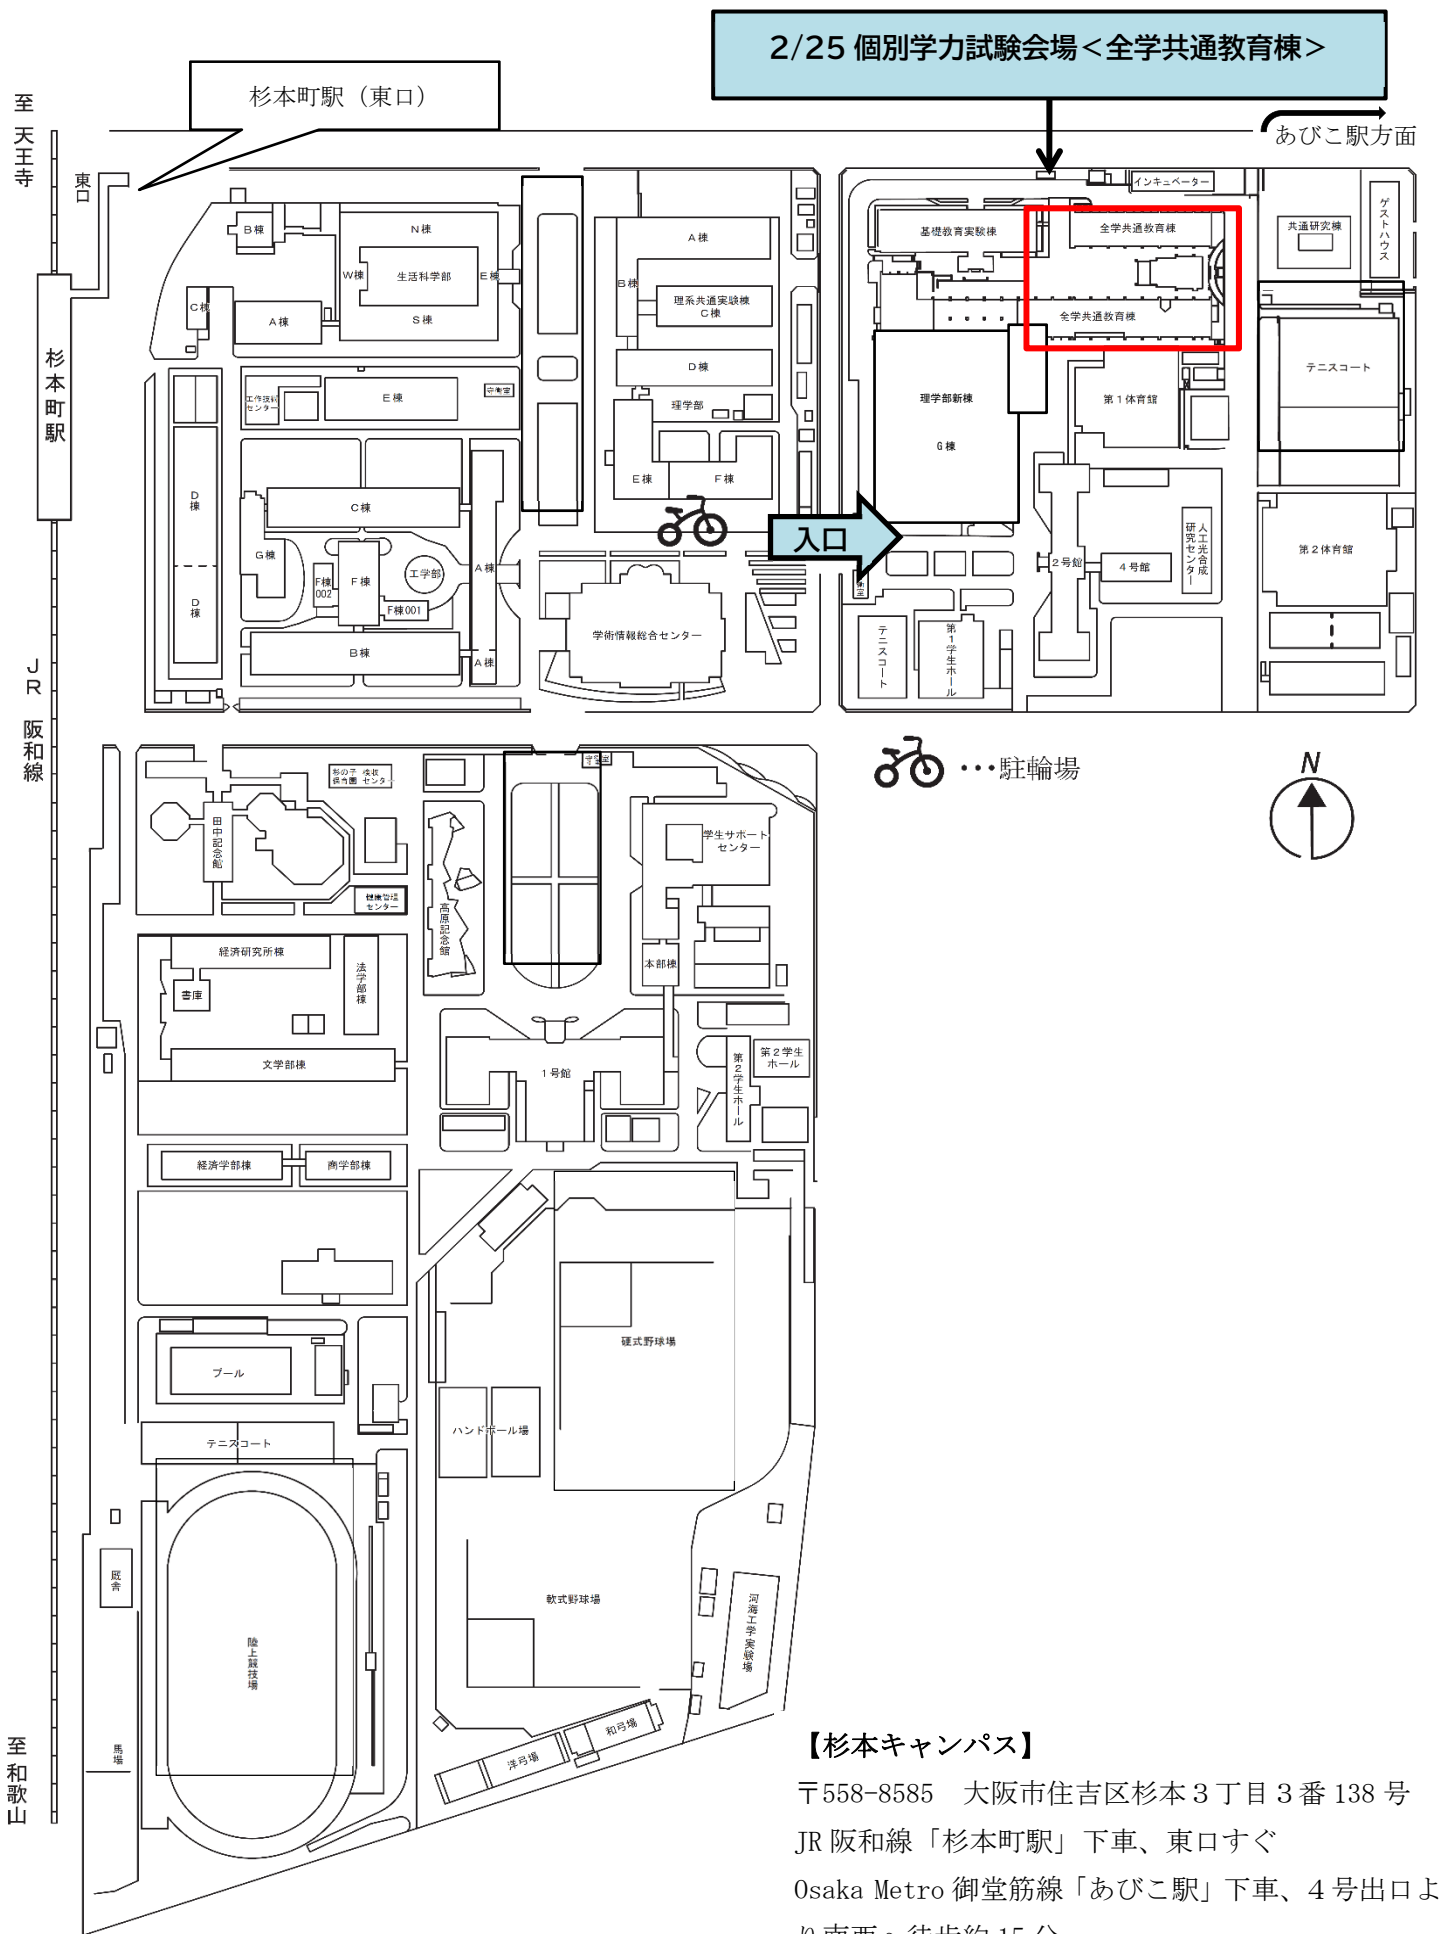 2/25 個別学力試験会場＜全学共通教育棟＞
杉本町駅（東口）
至 天王寺
東口
あびこ駅方面
インキュベーター
ゲストハウス
共通研究棟
B棟
N棟
W棟
生活科学部
E棟
C棟
A棟
S棟
A棟
B棟
理系共通実験棟
C棟
D棟
理学部
E棟
F棟
基礎教育実験棟
全学共通教育棟
全学共通教育棟
理学部新棟
G棟
第1体育館
テニスコート
杉本町駅
工作技術
センター
E棟
守衛室
D棟
D棟
C棟
G棟
F棟
002
F棟
工学部
F棟001
A棟
B棟
A棟
入口
学術情報総合センター
テニスコート
第1学生ホール
2号館
4号館
人工光合成
研究センター
第2体育館
JR 阪和線
…駐輪場
N
杉の子
保育園
検収
センター
田中記念館
健康管理
センター
高原記念館
守衛室
学生サポート
センター
本部棟
経済研究所棟
書庫
法学部棟
文学部棟
1号館
第2学生ホール
第2学生
ホール
経済学部棟
商学部棟
プール
テニスコート
硬式野球場
ハンドボール場
厩舎
陸上競技場
軟式野球場
河海工学実験場
馬場
洋弓場
和弓場
至 和歌山
【杉本キャンパス】
〒558-8585　大阪市住吉区杉本３丁目３番 138 号
JR 阪和線「杉本町駅」下車、東口すぐ
Osaka Metro 御堂筋線「あびこ駅」下車、４号出口よ